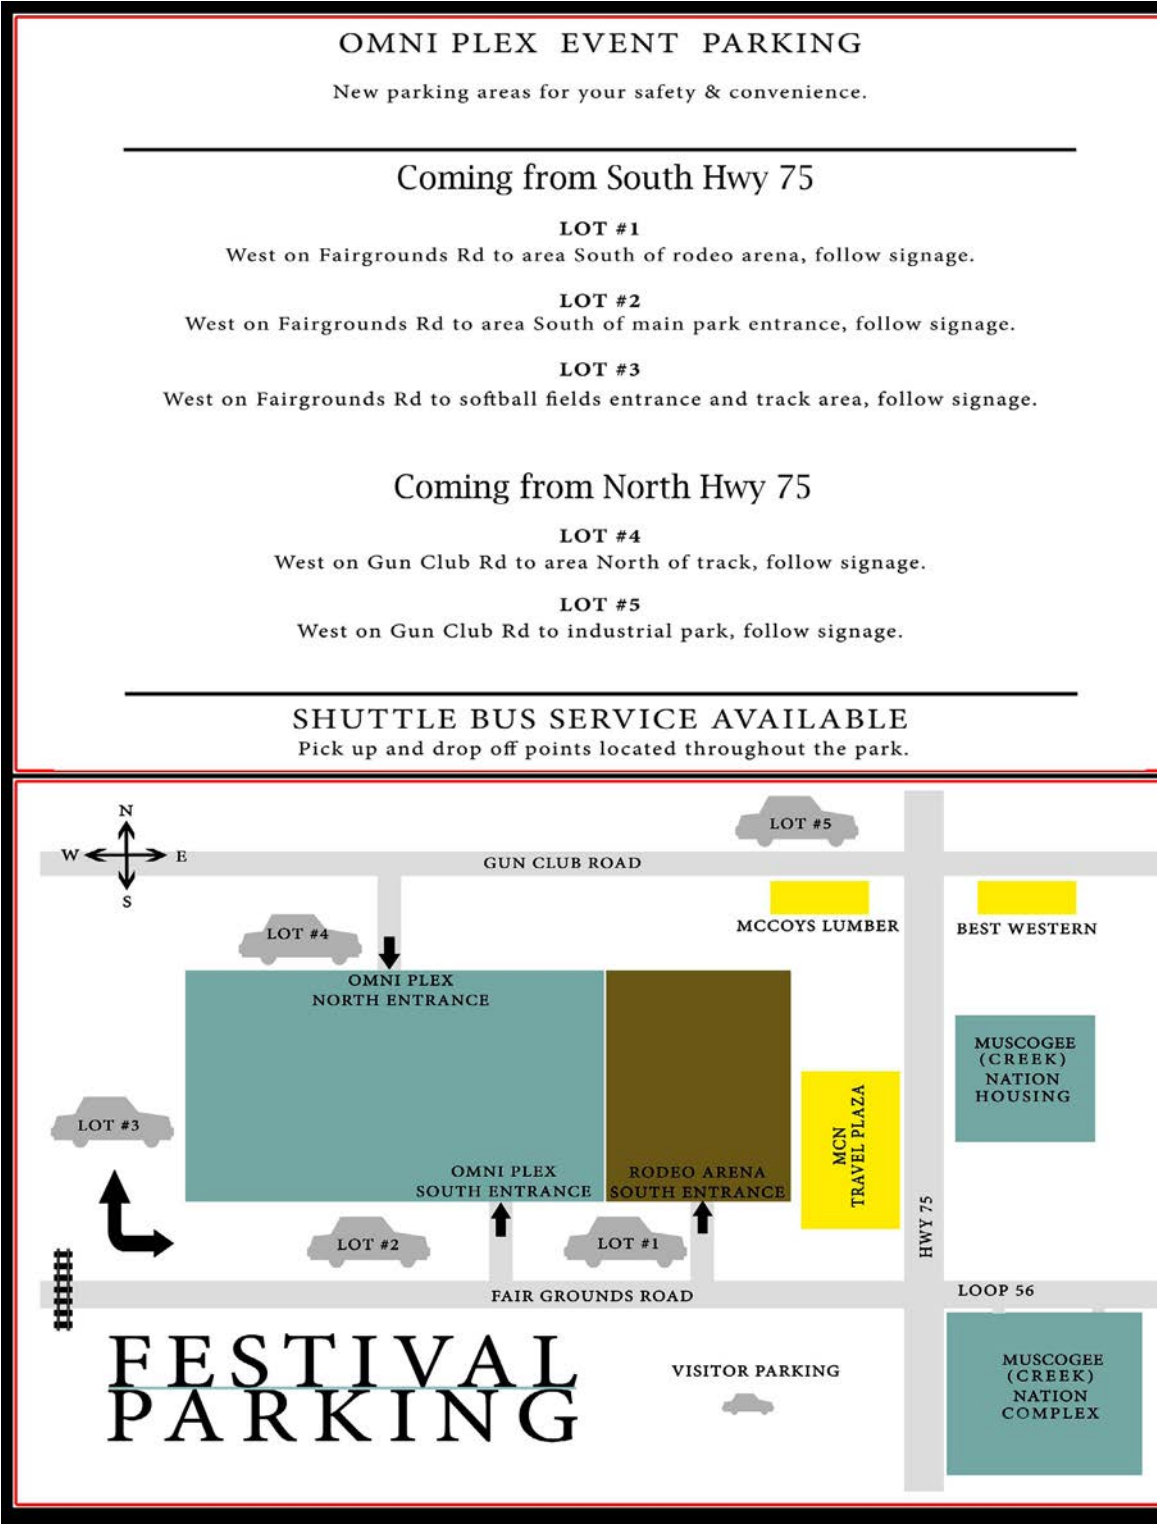 OMNI PLEX EVENT PARKING
New parking areas for your safety & convenience.
Coming from South Hwy 75
LOT #1
West on Fairgrounds Rd to area South of rodeo arena, follow signage.
LOT #2
West on Fairgrounds Rd to area South of main park entrance, follow signage.
LOT #3
West on Fairgrounds Rd to softball fields entrance and track area, follow signage.
Coming from North Hwy 75
LOT #4
West on Gun Club Rd to area North of track, follow signage.
LOT #5
West on Gun Club Rd to industrial park, follow signage.
SHUTTLE BUS SERVICE AVAILABLE
Pick up and drop off points located throughout the park.
N
W
E
S
LOT #5
GUN CLUB ROAD
MCCOYS LUMBER
BEST WESTERN
LOT #4
OMNI PLEX
NORTH ENTRANCE
MUSCOGEE
(CREEK)
NATION
HOUSING
LOT #3
MCN
TRAVEL PLAZA
OMNI PLEX
SOUTH ENTRANCE
RODEO ARENA
SOUTH ENTRANCE
HWY 75
LOT #2
LOT #1
FAIR GROUNDS ROAD
LOOP 56
FESTIVAL
PARKING
VISITOR PARKING
MUSCOGEE
(CREEK)
NATION
COMPLEX